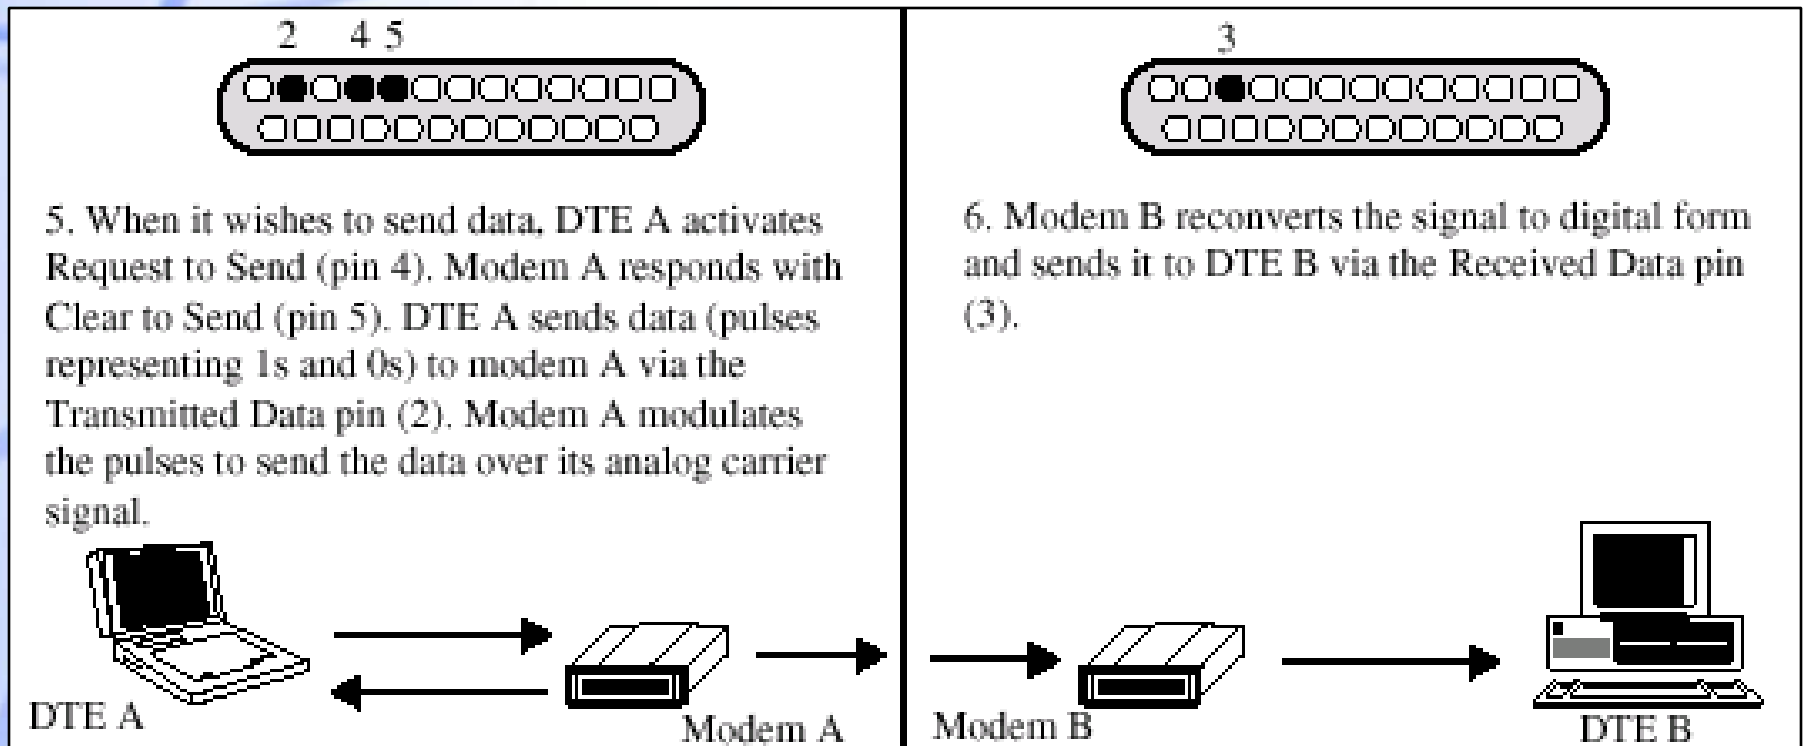 2 4 5
5. When it wishes to send data, DTE A activates
Request to Send (pin 4). Modem A responds with
Clear to Send (pin 5). DTE A sends data (pulses
representing 1s and 0s) to modem A via the
Transmitted Data pin (2). Modem A modulates
the pulses to send the data over its analog carrier
signal.
DTE A
Modem A
3
6. Modem B reconverts the signal to digital form
and sends it to DTE B via the Received Data pin
(3).
Modem B
DTE B